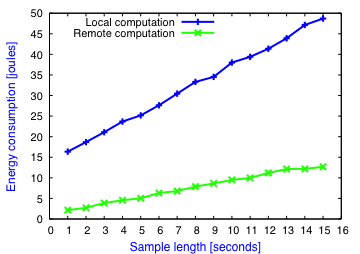 50
45
40
35
30
25
20
15
10
5
0
Energy consumption [joules]
Local computation
Remote computation
0 1 2 3 4 5 6 7 8 9 10 11 12 13 14 15 16
Sample length [seconds]